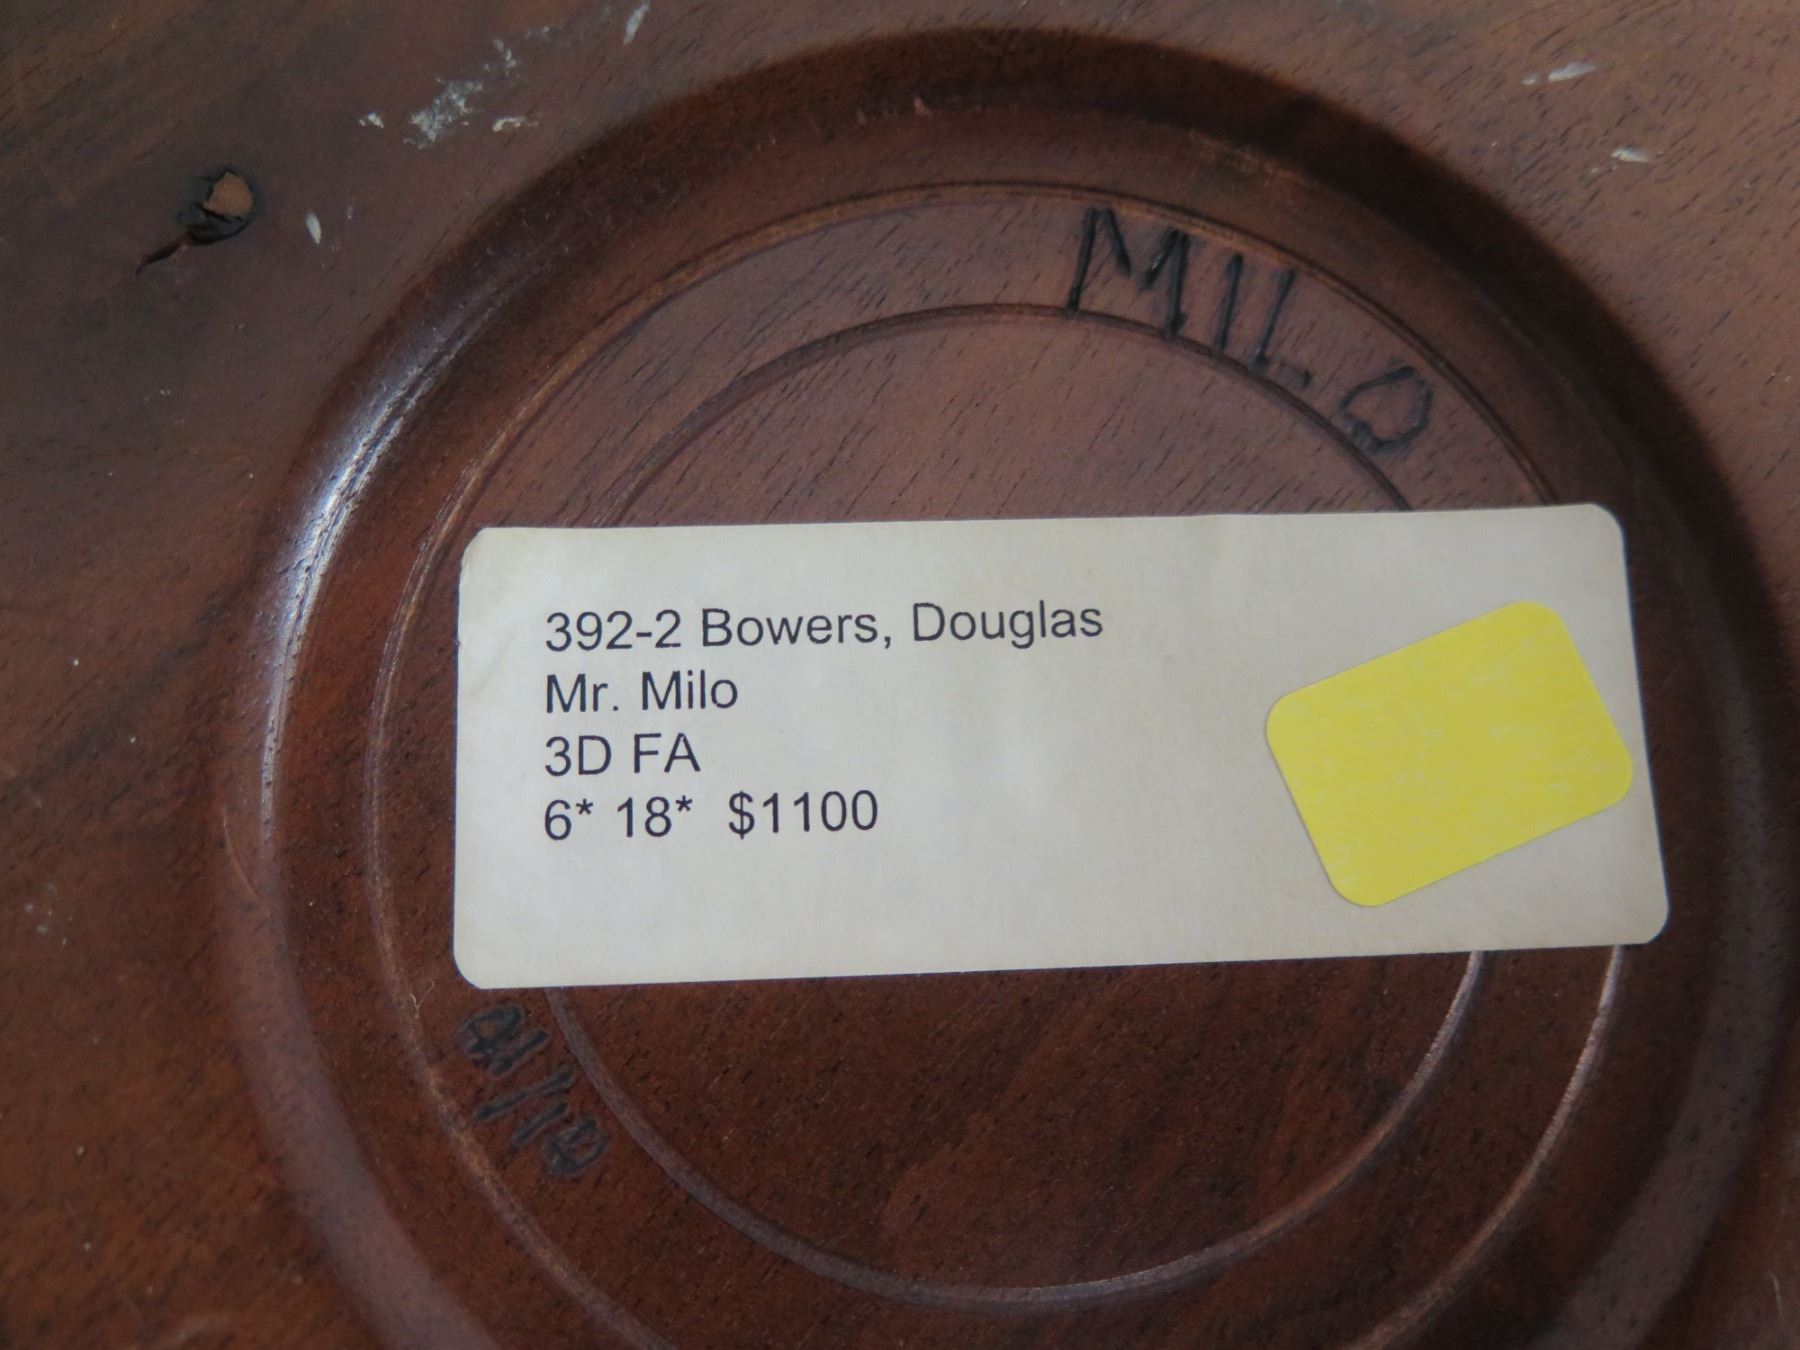 MILO
392-2 Bowers, Douglas
Mr. Milo
3D FA
6* 18* $1100